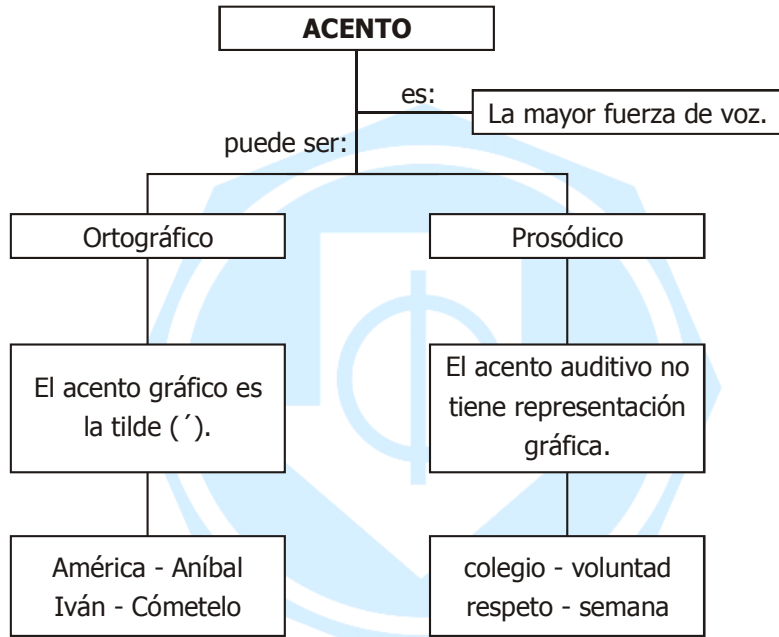 ACENTO
es:
La mayor fuerza de voz.
puede ser:
Ortográfico
Prosódico
El acento gráfico es
la tilde (´).
El acento auditivo no
tiene representación
gráfica.
América - Aníbal
Iván - Cómetelo
colegio - voluntad
respeto - semana